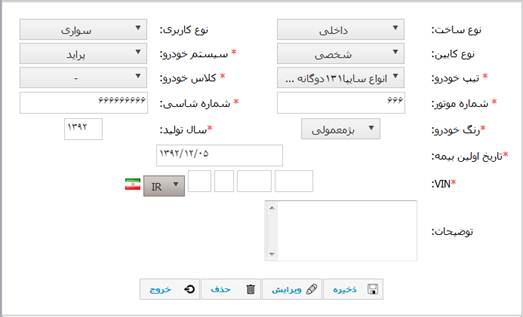 نوع ساخت: داخلی نوع کاربری: سواری
نوع کابین: شخصی *سیستم خودرو: پراید
*تیپ خودرو: انواع سایپا۱۳۱دوگانه ... *کلاس خودرو: -
*شماره موتور: ۶۶۶ *شماره شاسی: ۶۶۶۶۶۶۶۶۶
*رنگ خودرو: بژمعمولی *سال تولید: ۱۳۹۲
*تاریخ اولین بیمه: ۱۳۹۲/۱۲/۰۵
*VIN: IR
توضیحات:
ذخیره ویرایش حذف خروج